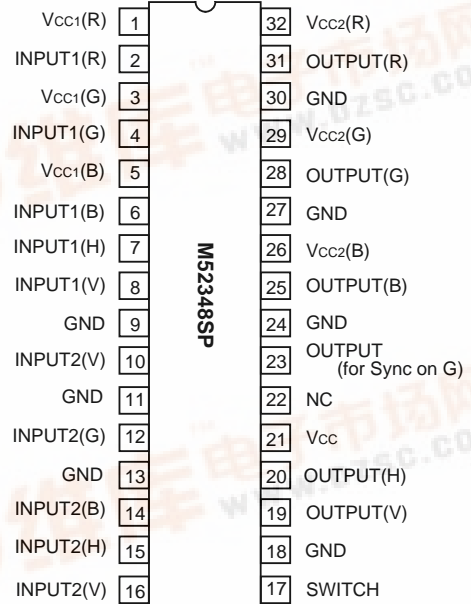 Vcc1(R) 1 32 Vcc2(R)
INPUT1(R) 2 31 OUTPUT(R)
Vcc1(G) 3 30 GND
INPUT1(G) 4 29 Vcc2(G)
Vcc1(B) 5 28 OUTPUT(G)
INPUT1(B) 6 27 GND
INPUT1(H) 7 26 Vcc2(B)
INPUT1(V) 8 25 OUTPUT(B)
GND 9 24 GND
INPUT2(V) 10 23 OUTPUT
(for Sync on G)
GND 11 22 NC
INPUT2(G) 12 21 Vcc
GND 13 20 OUTPUT(H)
INPUT2(B) 14 19 OUTPUT(V)
INPUT2(H) 15 18 GND
INPUT2(V) 16 17 SWITCH
M52348SP